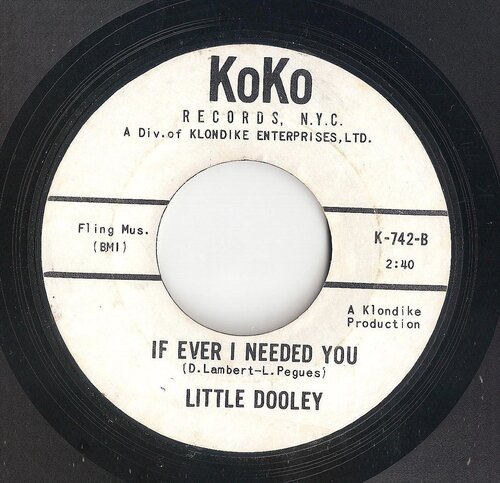 KoKo
RECORDS, N.Y.C.
A Div.of KLONDIKE ENTERPRISES,LTD.
Fling Mus.
(BMI)
K-742-B
2:40
A Klondike
Production
IF EVER I NEEDED YOU
(D.Lambert-L.Pegues)
LITTLE DOOLEY